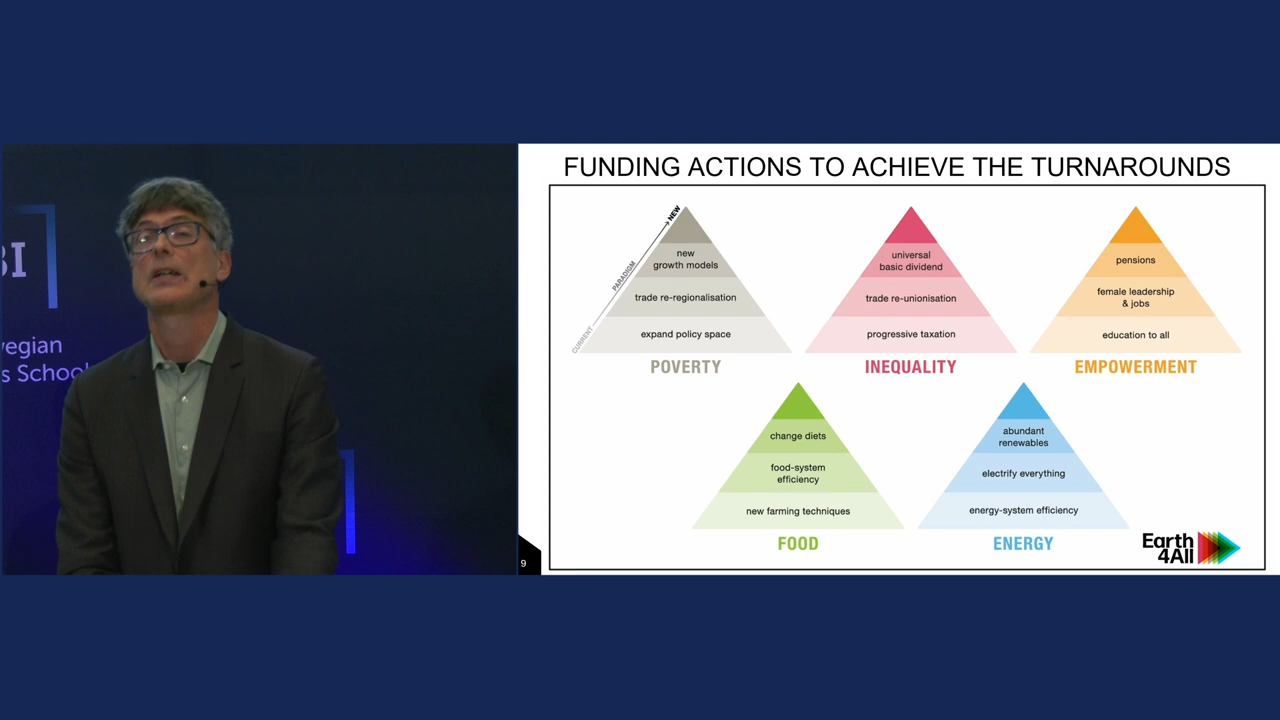 BI
wegian
s School
FUNDING ACTIONS TO ACHIEVE THE TURNAROUNDS
CURRENT
PARADIGM
NEW
new
growth models
trade re-regionalisation
expand policy space
POVERTY
universal
basic dividend
trade re-unionisation
progressive taxation
INEQUALITY
pensions
female leadership
& jobs
education to all
EMPOWERMENT
change diets
food-system
efficiency
new farming techniques
FOOD
abundant
renewables
electrify everything
energy-system efficiency
ENERGY
Earth
4All
9